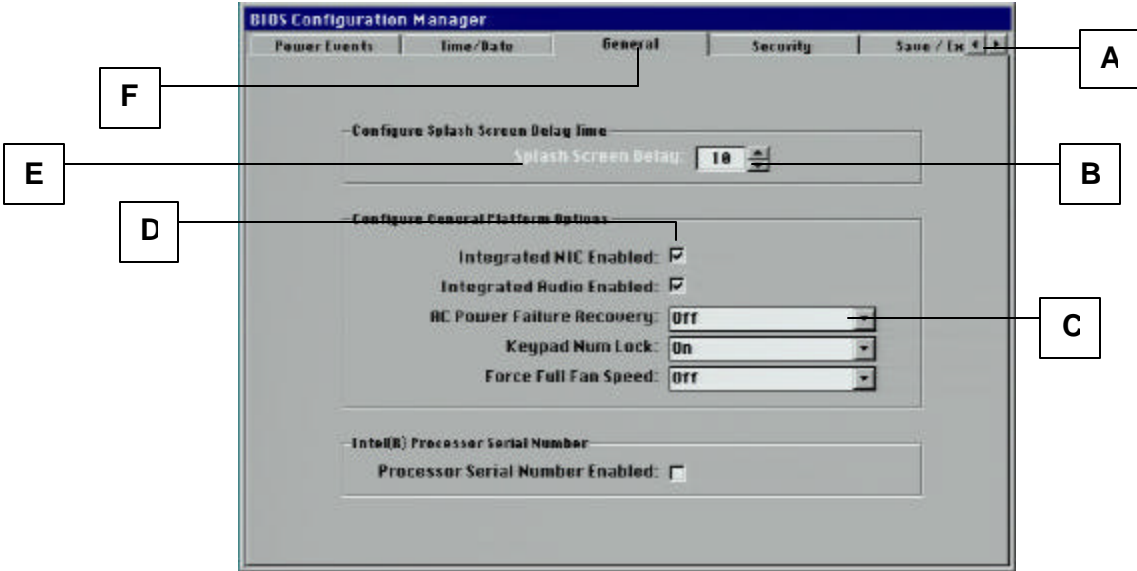 BIOS Configuration Manager
Power Events Time/Date General Security Save / Ex
A
F
Configure Splash Screen Delay Time
Splash Screen Delay: 10
E
B
Configure General Platform Options
D
Integrated NIC Enabled:
Integrated Audio Enabled:
AC Power Failure Recovery: Off
C
Keypad Num Lock: On
Force Full Fan Speed: Off
Intel(R) Processor Serial Number
Processor Serial Number Enabled: